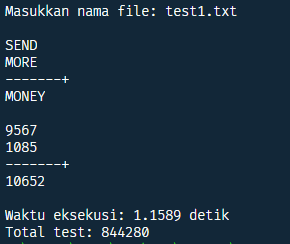 Masukkan nama file: test1.txt
SEND
MORE
-------+
MONEY
9567
1085
-------+
10652
Waktu eksekusi: 1.1589 detik
Total test: 844280